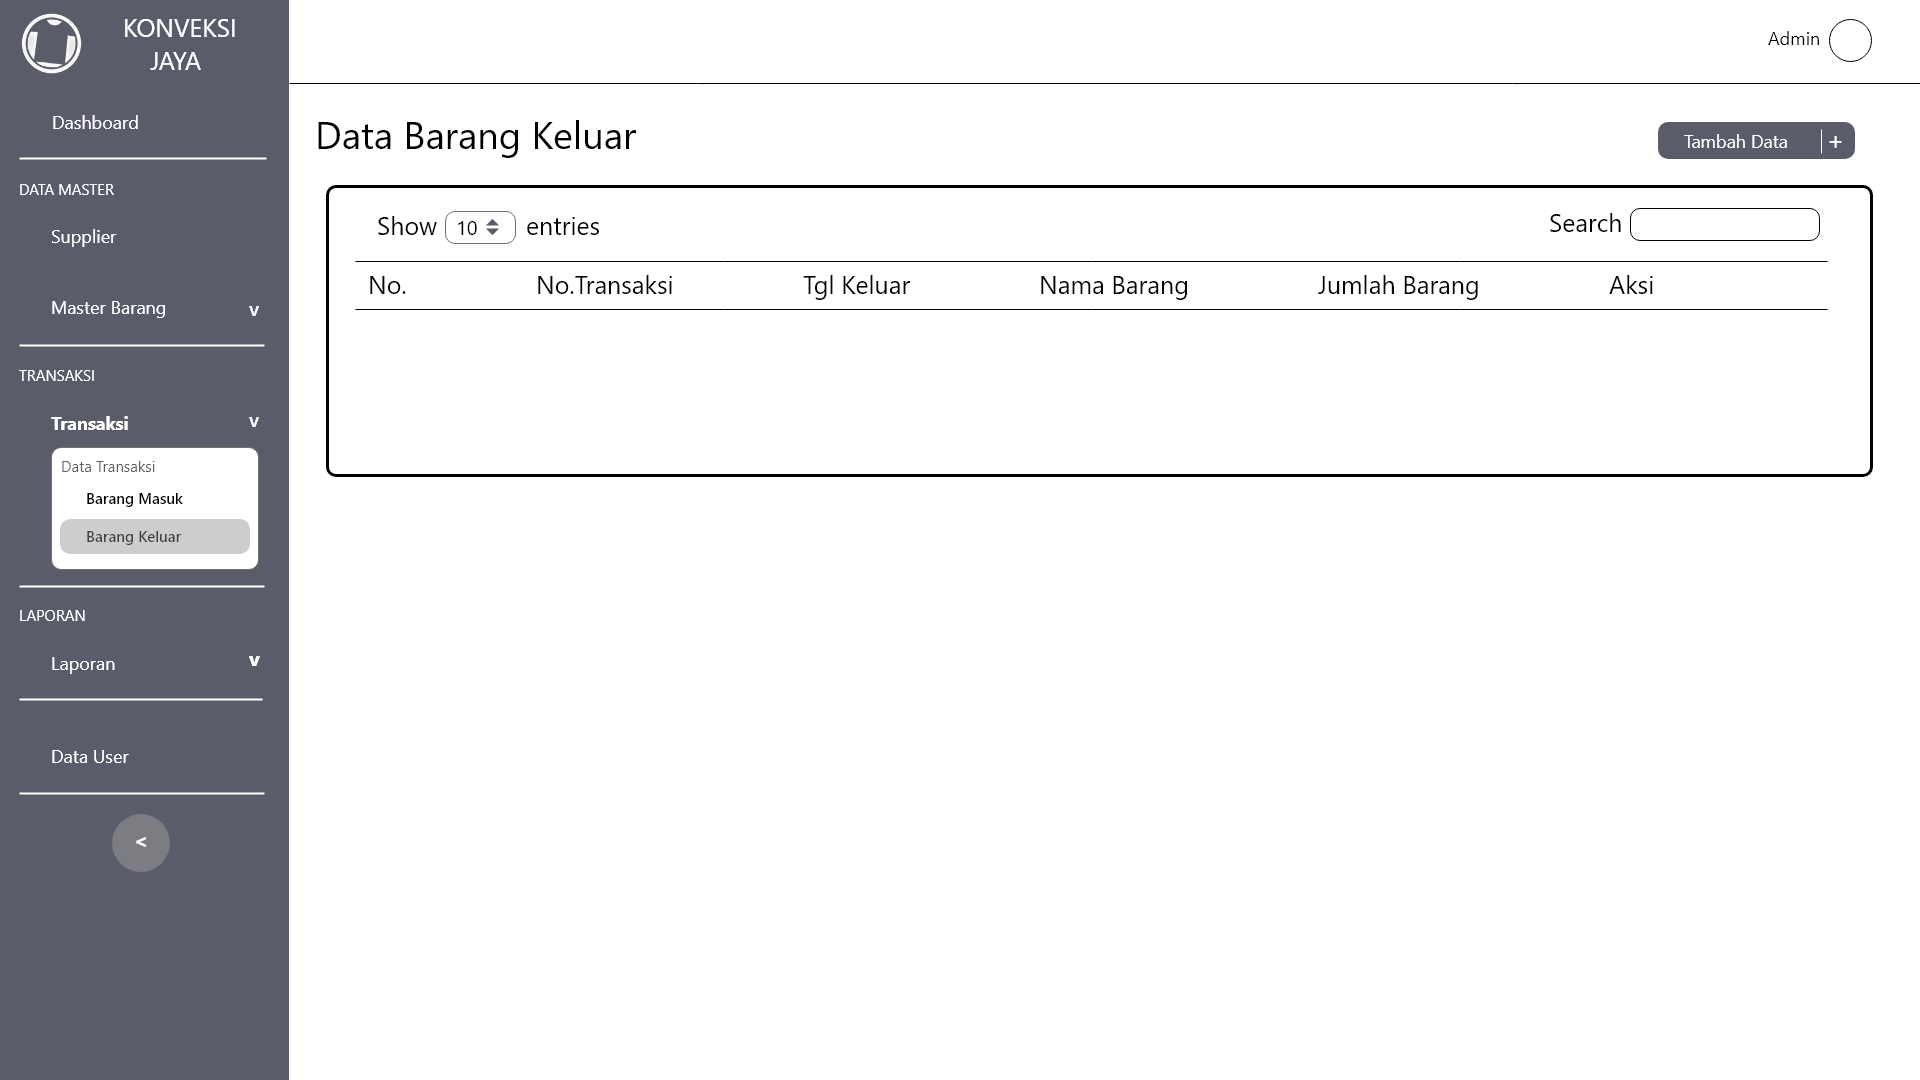 KONVEKSI
JAYA
Admin
Dashboard
DATA MASTER
Supplier
Master Barang v
TRANSAKSI
Transaksi v
Data Transaksi
Barang Masuk
Barang Keluar
LAPORAN
Laporan v
Data User
<
Data Barang Keluar
Tambah Data +
Show 10 entries
Search
No. No.Transaksi Tgl Keluar Nama Barang Jumlah Barang Aksi